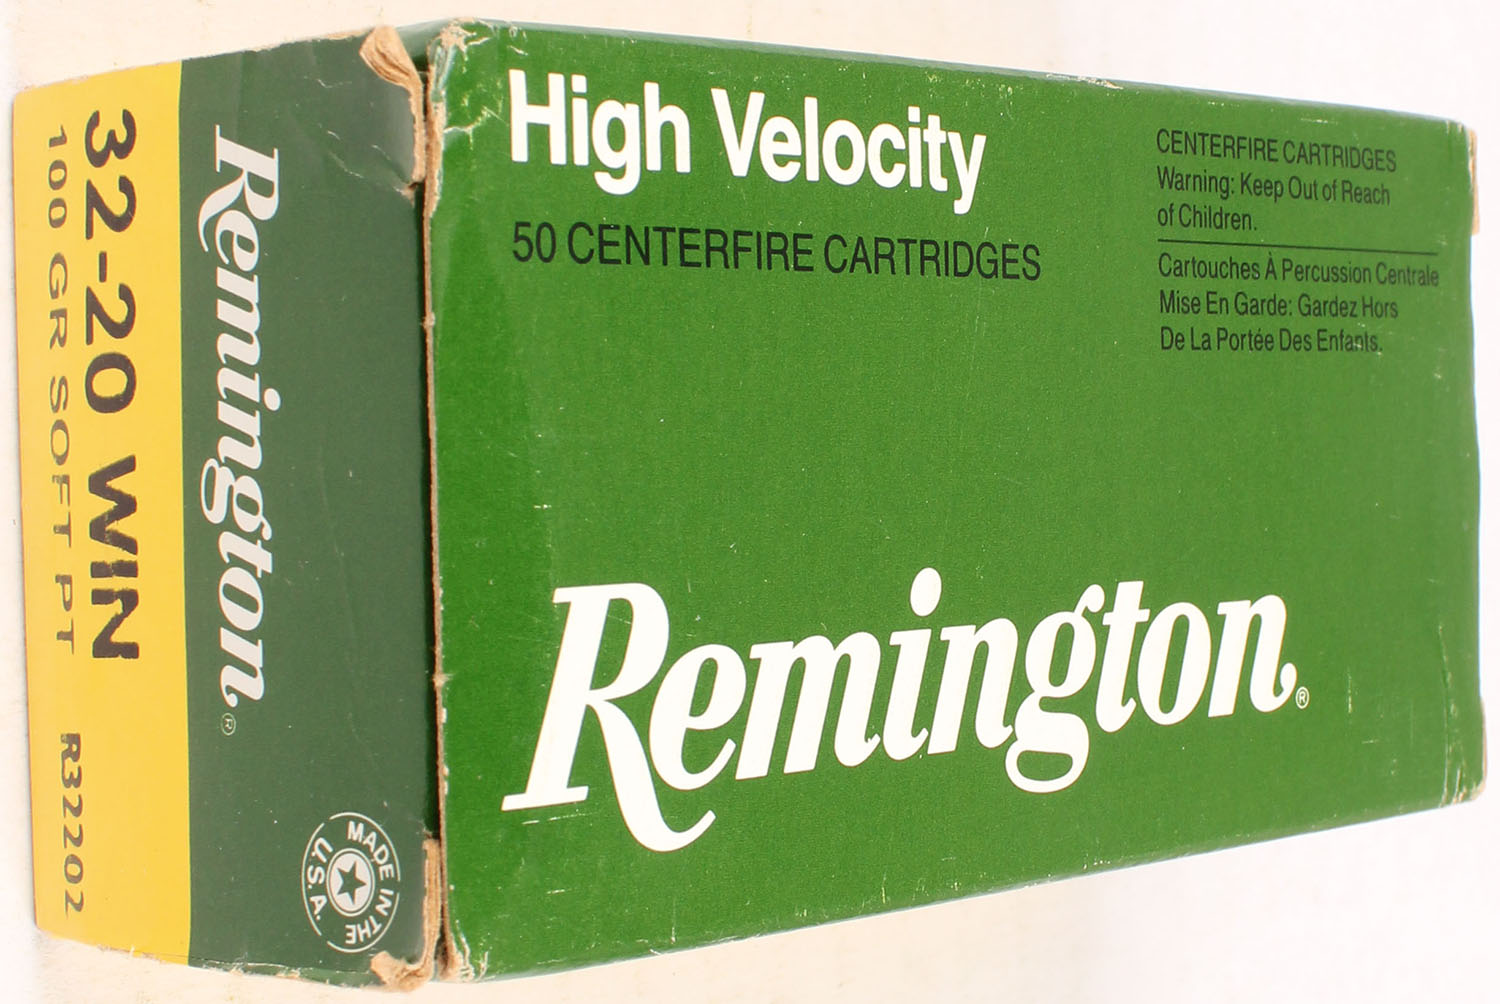 High Velocity
50 CENTERFIRE CARTRIDGES
CENTERFIRE CARTRIDGES
Warning: Keep Out of Reach
of Children.
Cartouches À Percussion Centrale
Mise En Garde: Gardez Hors
De La Portée Des Enfants.
Remington®
Remington®
MADE IN THE
U.S.A.
32-20 WIN
100 GR SOFT PT R32202